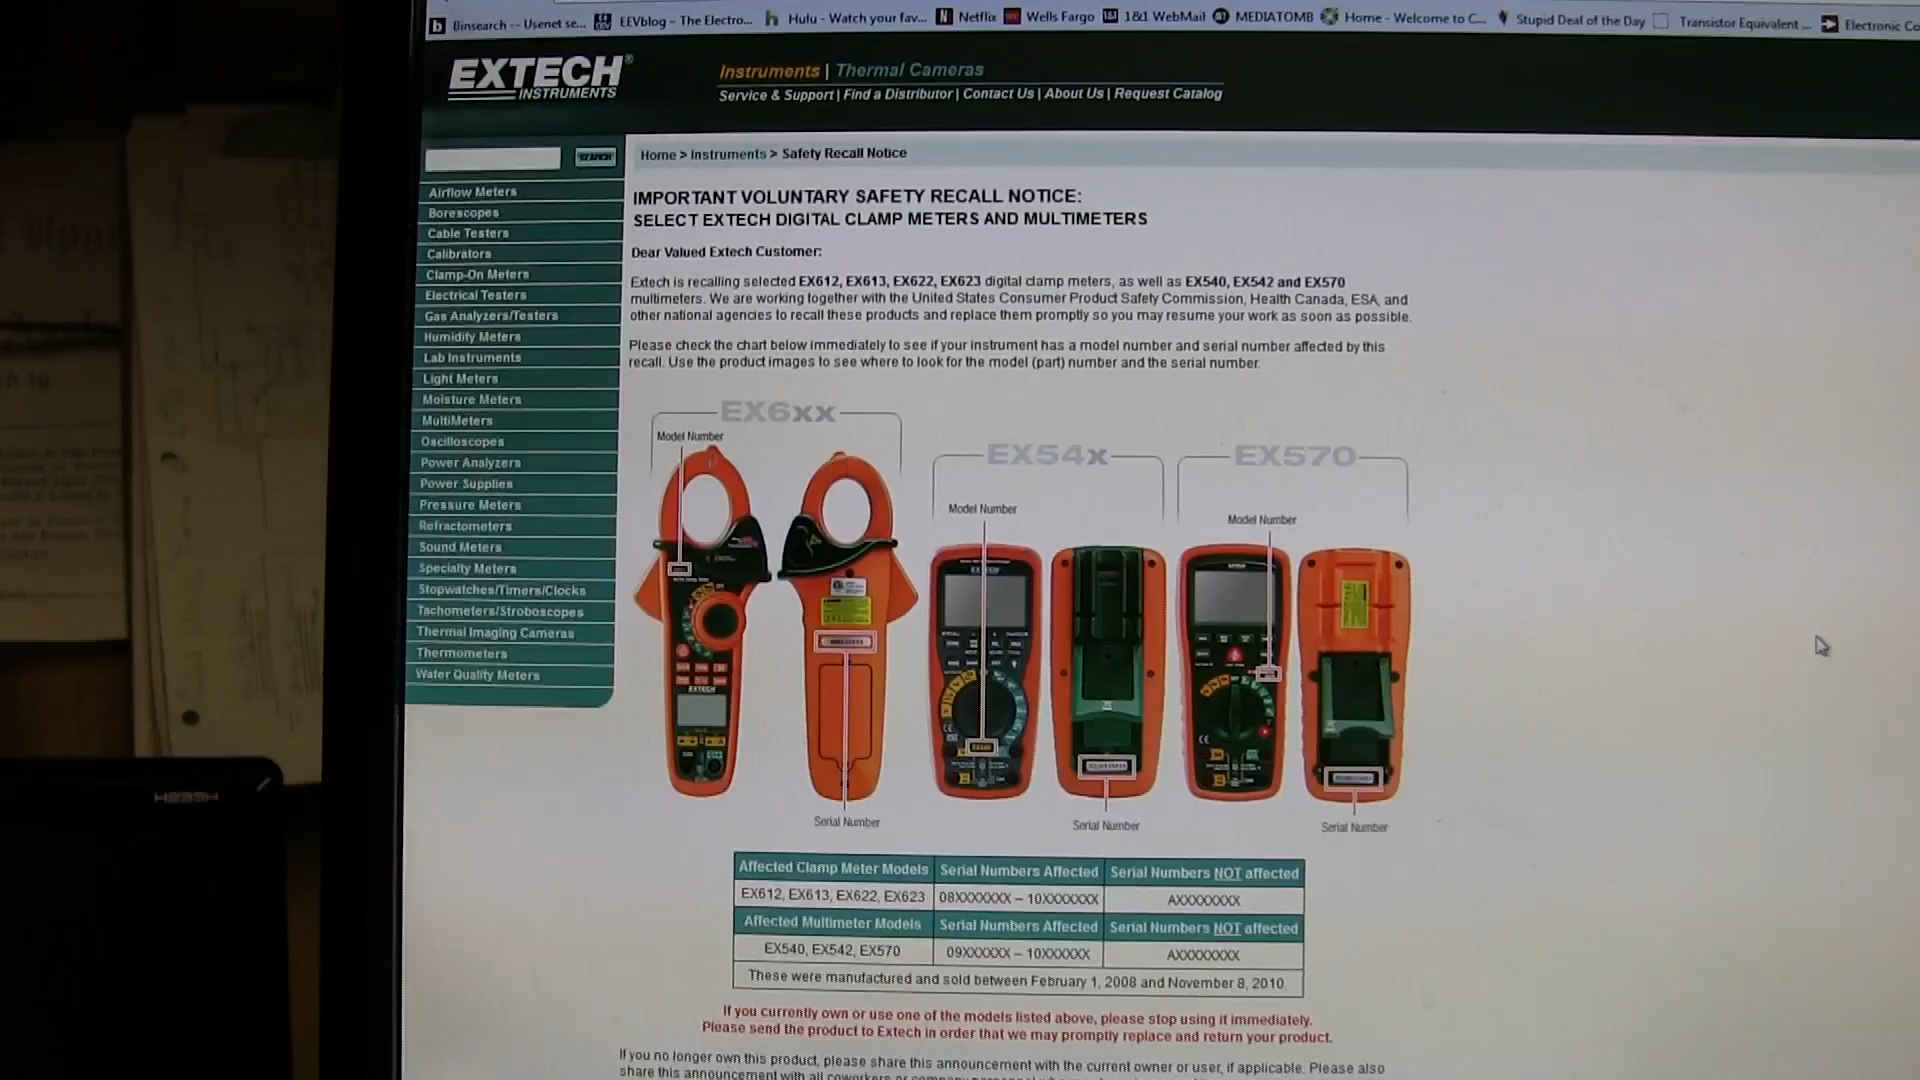 Binsearch -- Usenet se...
EEVblog – The Electro...
Hulu - Watch your fav...
Netflix
Wells Fargo
1&1 WebMail
MEDIATOMB
Home - Welcome to C...
Stupid Deal of the Day
Transistor Equivalent ...
Electronic Co
EXTECH®
INSTRUMENTS
Instruments | Thermal Cameras
Service & Support | Find a Distributor | Contact Us | About Us | Request Catalog
SEARCH
Airflow Meters
Borescopes
Cable Testers
Calibrators
Clamp-On Meters
Electrical Testers
Gas Analyzers/Testers
Humidity Meters
Lab Instruments
Light Meters
Moisture Meters
MultiMeters
Oscilloscopes
Power Analyzers
Power Supplies
Pressure Meters
Refractometers
Sound Meters
Specialty Meters
Stopwatches/Timers/Clocks
Tachometers/Stroboscopes
Thermal Imaging Cameras
Thermometers
Water Quality Meters
Home > Instruments > Safety Recall Notice
IMPORTANT VOLUNTARY SAFETY RECALL NOTICE:
SELECT EXTECH DIGITAL CLAMP METERS AND MULTIMETERS
Dear Valued Extech Customer:
Extech is recalling selected EX612, EX613, EX622, EX623 digital clamp meters, as well as EX540, EX542 and EX570
multimeters. We are working together with the United States Consumer Product Safety Commission, Health Canada, ESA, and
other national agencies to recall these products and replace them promptly so you may resume your work as soon as possible.
Please check the chart below immediately to see if your instrument has a model number and serial number affected by this
recall. Use the product images to see where to look for the model (part) number and the serial number.
EX6xx
Model Number
EX54x
Model Number
EX570
Model Number
EXTECH
EXTECH
Serial Number
Serial Number
Serial Number
Affected Clamp Meter Models Serial Numbers Affected Serial Numbers NOT affected
EX612, EX613, EX622, EX623 08XXXXXXX – 10XXXXXXX AXXXXXXXX
Affected Multimeter Models Serial Numbers Affected Serial Numbers NOT affected
EX540, EX542, EX570 09XXXXXX – 10XXXXXX AXXXXXXXX
These were manufactured and sold between February 1, 2008 and November 8, 2010.
If you currently own or use one of the models listed above, please stop using it immediately.
Please send the product to Extech in order that we may promptly replace and return your product.
If you no longer own this product, please share this announcement with the current owner or user, if applicable. Please also
share this announcement with all coworkers or company
H233H